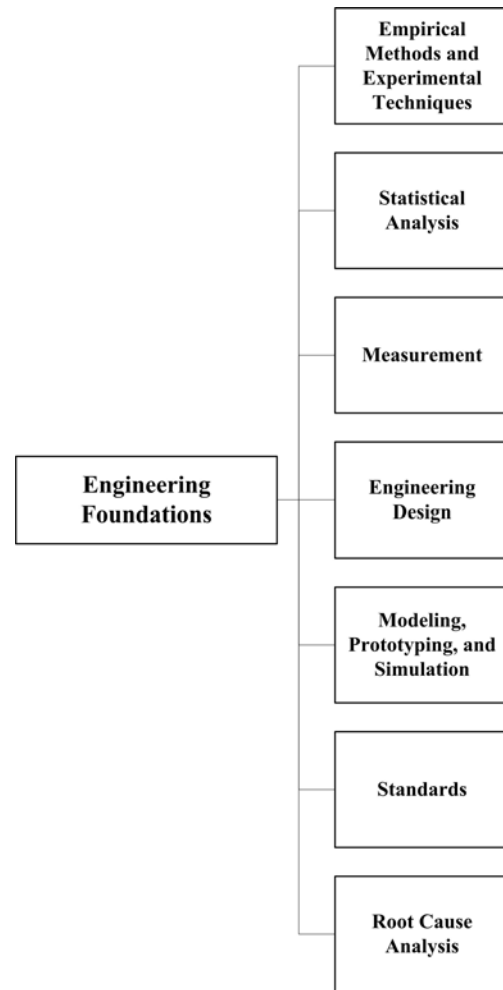 Empirical
Methods and
Experimental
Techniques
Statistical
Analysis
Measurement
Engineering
Foundations
Engineering
Design
Modeling,
Prototyping, and
Simulation
Standards
Root Cause
Analysis